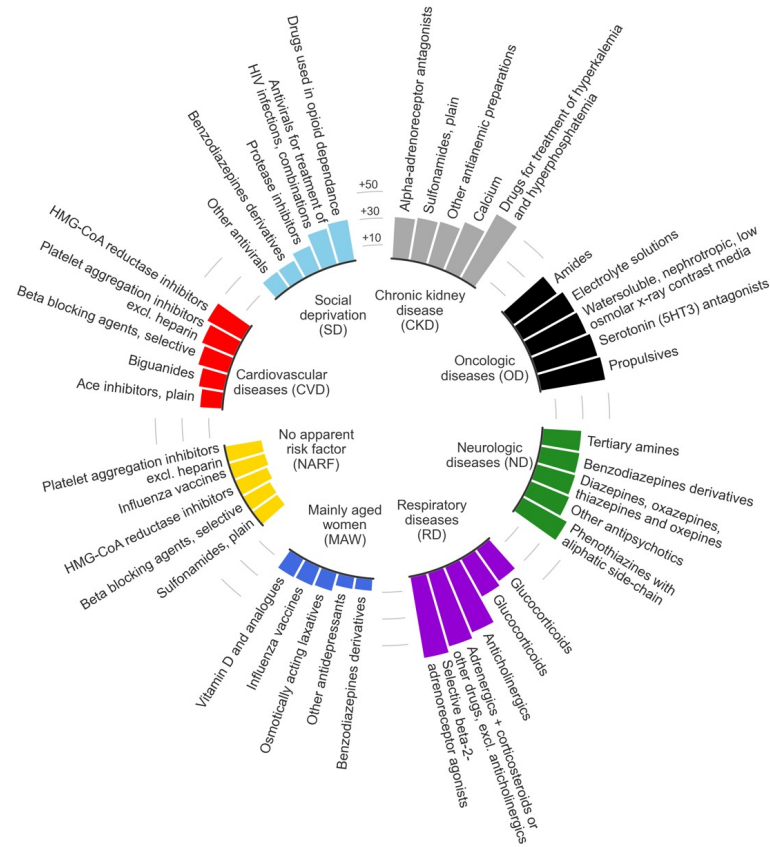 Drugs used in opioid dependance
Antivirals for treatment of
HIV infections, combinations
Protease inhibitors
Benzodiazepines derivatives
Other antivirals
Social
deprivation
(SD)
+50
+30
+10
Alpha-adrenoreceptor antagonists
Sulfonamides, plain
Other antianemic preparations
Calcium
Drugs for treatment of hyperkalemia
and hyperphosphatemia
Chronic kidney
disease
(CKD)
Amides
Electrolyte solutions
Watersoluble, nephrotropic, low
osmolar x-ray contrast media
Serotonin (5HT3) antagonists
Propulsives
Oncologic
diseases (OD)
Tertiary amines
Benzodiazepines derivatives
Diazepines, oxazepines,
thiazepines and oxepines
Other antipsychotics
Phenothiazines with
aliphatic side-chain
Neurologic
diseases (ND)
Glucocorticoids
Glucocorticoids
Anticholinergics
Adrenergics + corticosteroids or
other drugs, excl. anticholinergics
Selective beta-2-
adrenoreceptor agonists
Respiratory
diseases
(RD)
Benzodiazepines derivatives
Other antidepressants
Osmotically acting laxatives
Influenza vaccines
Vitamin D and analogues
Mainly aged
women
(MAW)
Sulfonamides, plain
Beta blocking agents, selective
HMG-CoA reductase inhibitors
Influenza vaccines
Platelet aggregation inhibitors
excl. heparin
No apparent
risk factor
(NARF)
Ace inhibitors, plain
Biguanides
Beta blocking agents, selective
Platelet aggregation inhibitors
excl. heparin
HMG-CoA reductase inhibitors
Cardiovascular
diseases (CVD)